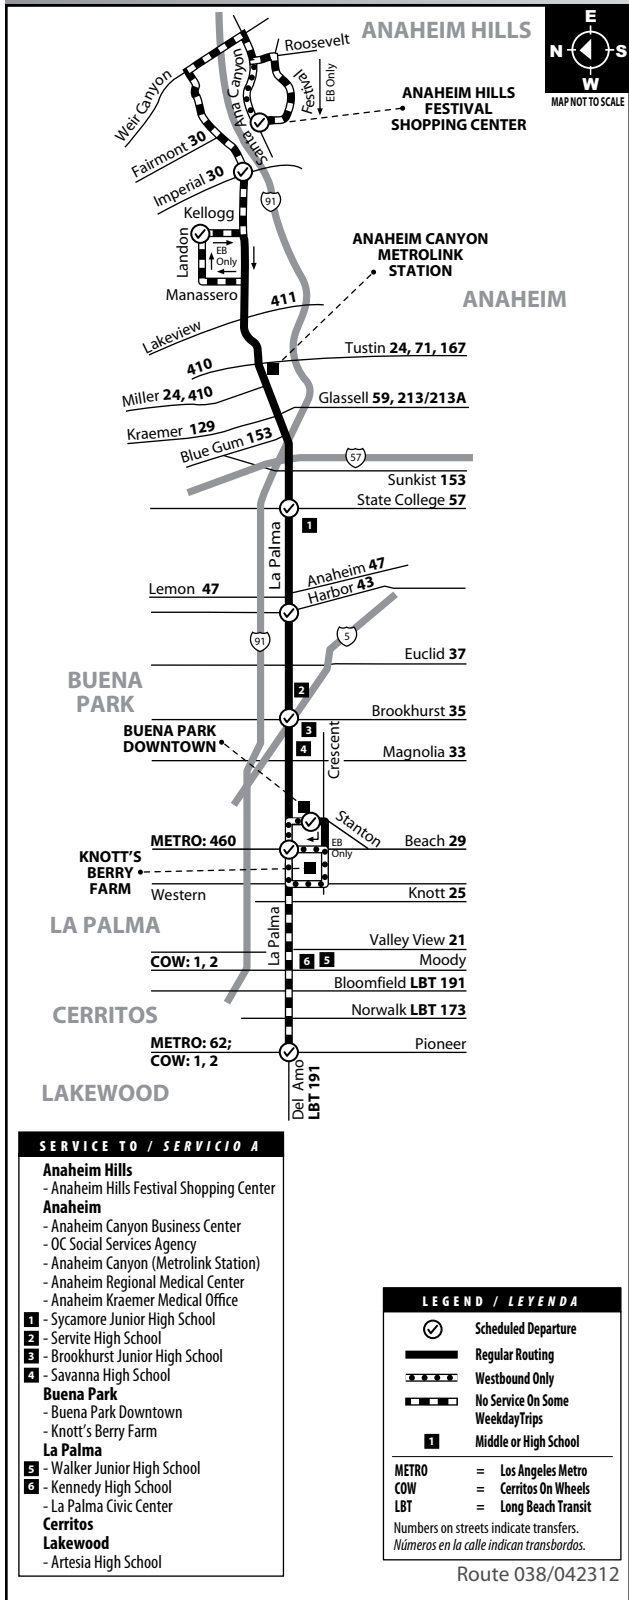 ANAHEIM HILLS
E
N S
W
MAP NOT TO SCALE
Roosevelt
Santa Ana Canyon
Festival
EB Only
Weir Canyon
ANAHEIM HILLS
FESTIVAL
SHOPPING CENTER
Fairmont 30
Imperial 30
91
Kellogg
Landon
EB
Only
Manassero
ANAHEIM CANYON
METROLINK
STATION
ANAHEIM
411
Lakeview
Tustin 24, 71, 167
410
Miller 24, 410
Glassell 59, 213/213A
Kraemer 129
Blue Gum 153
57
Sunkist 153
State College 57
1
La Palma
Anaheim 47
Lemon 47
Harbor 43
91
5
Euclid 37
BUENA
PARK
2
Brookhurst 35
BUENA PARK
DOWNTOWN
3
4
Crescent
Magnolia 33
Stanton
METRO: 460
Beach 29
EB
Only
KNOTT'S
BERRY
FARM
Western
Knott 25
LA PALMA
La Palma
Valley View 21
COW: 1, 2
6 5
Moody
Bloomfield LBT 191
CERRITOS
Norwalk LBT 173
METRO: 62;
COW: 1, 2
Pioneer
LAKEWOOD
Del Amo
LBT 191
SERVICE TO / SERVICIO A
Anaheim Hills
- Anaheim Hills Festival Shopping Center
Anaheim
- Anaheim Canyon Business Center
- OC Social Services Agency
- Anaheim Canyon (Metrolink Station)
- Anaheim Regional Medical Center
- Anaheim Kraemer Medical Office
1 - Sycamore Junior High School
2 - Servite High School
3 - Brookhurst Junior High School
4 - Savanna High School
Buena Park
- Buena Park Downtown
- Knott's Berry Farm
La Palma
5 - Walker Junior High School
6 - Kennedy High School
- La Palma Civic Center
Cerritos
Lakewood
- Artesia High School
LEGEND / LEYENDA
Scheduled Departure
Regular Routing
Westbound Only
No Service On Some
WeekdayTrips
1 Middle or High School
METRO = Los Angeles Metro
COW = Cerritos On Wheels
LBT = Long Beach Transit
Numbers on streets indicate transfers.
Números en la calle indican transbordos.
Route 038/042312